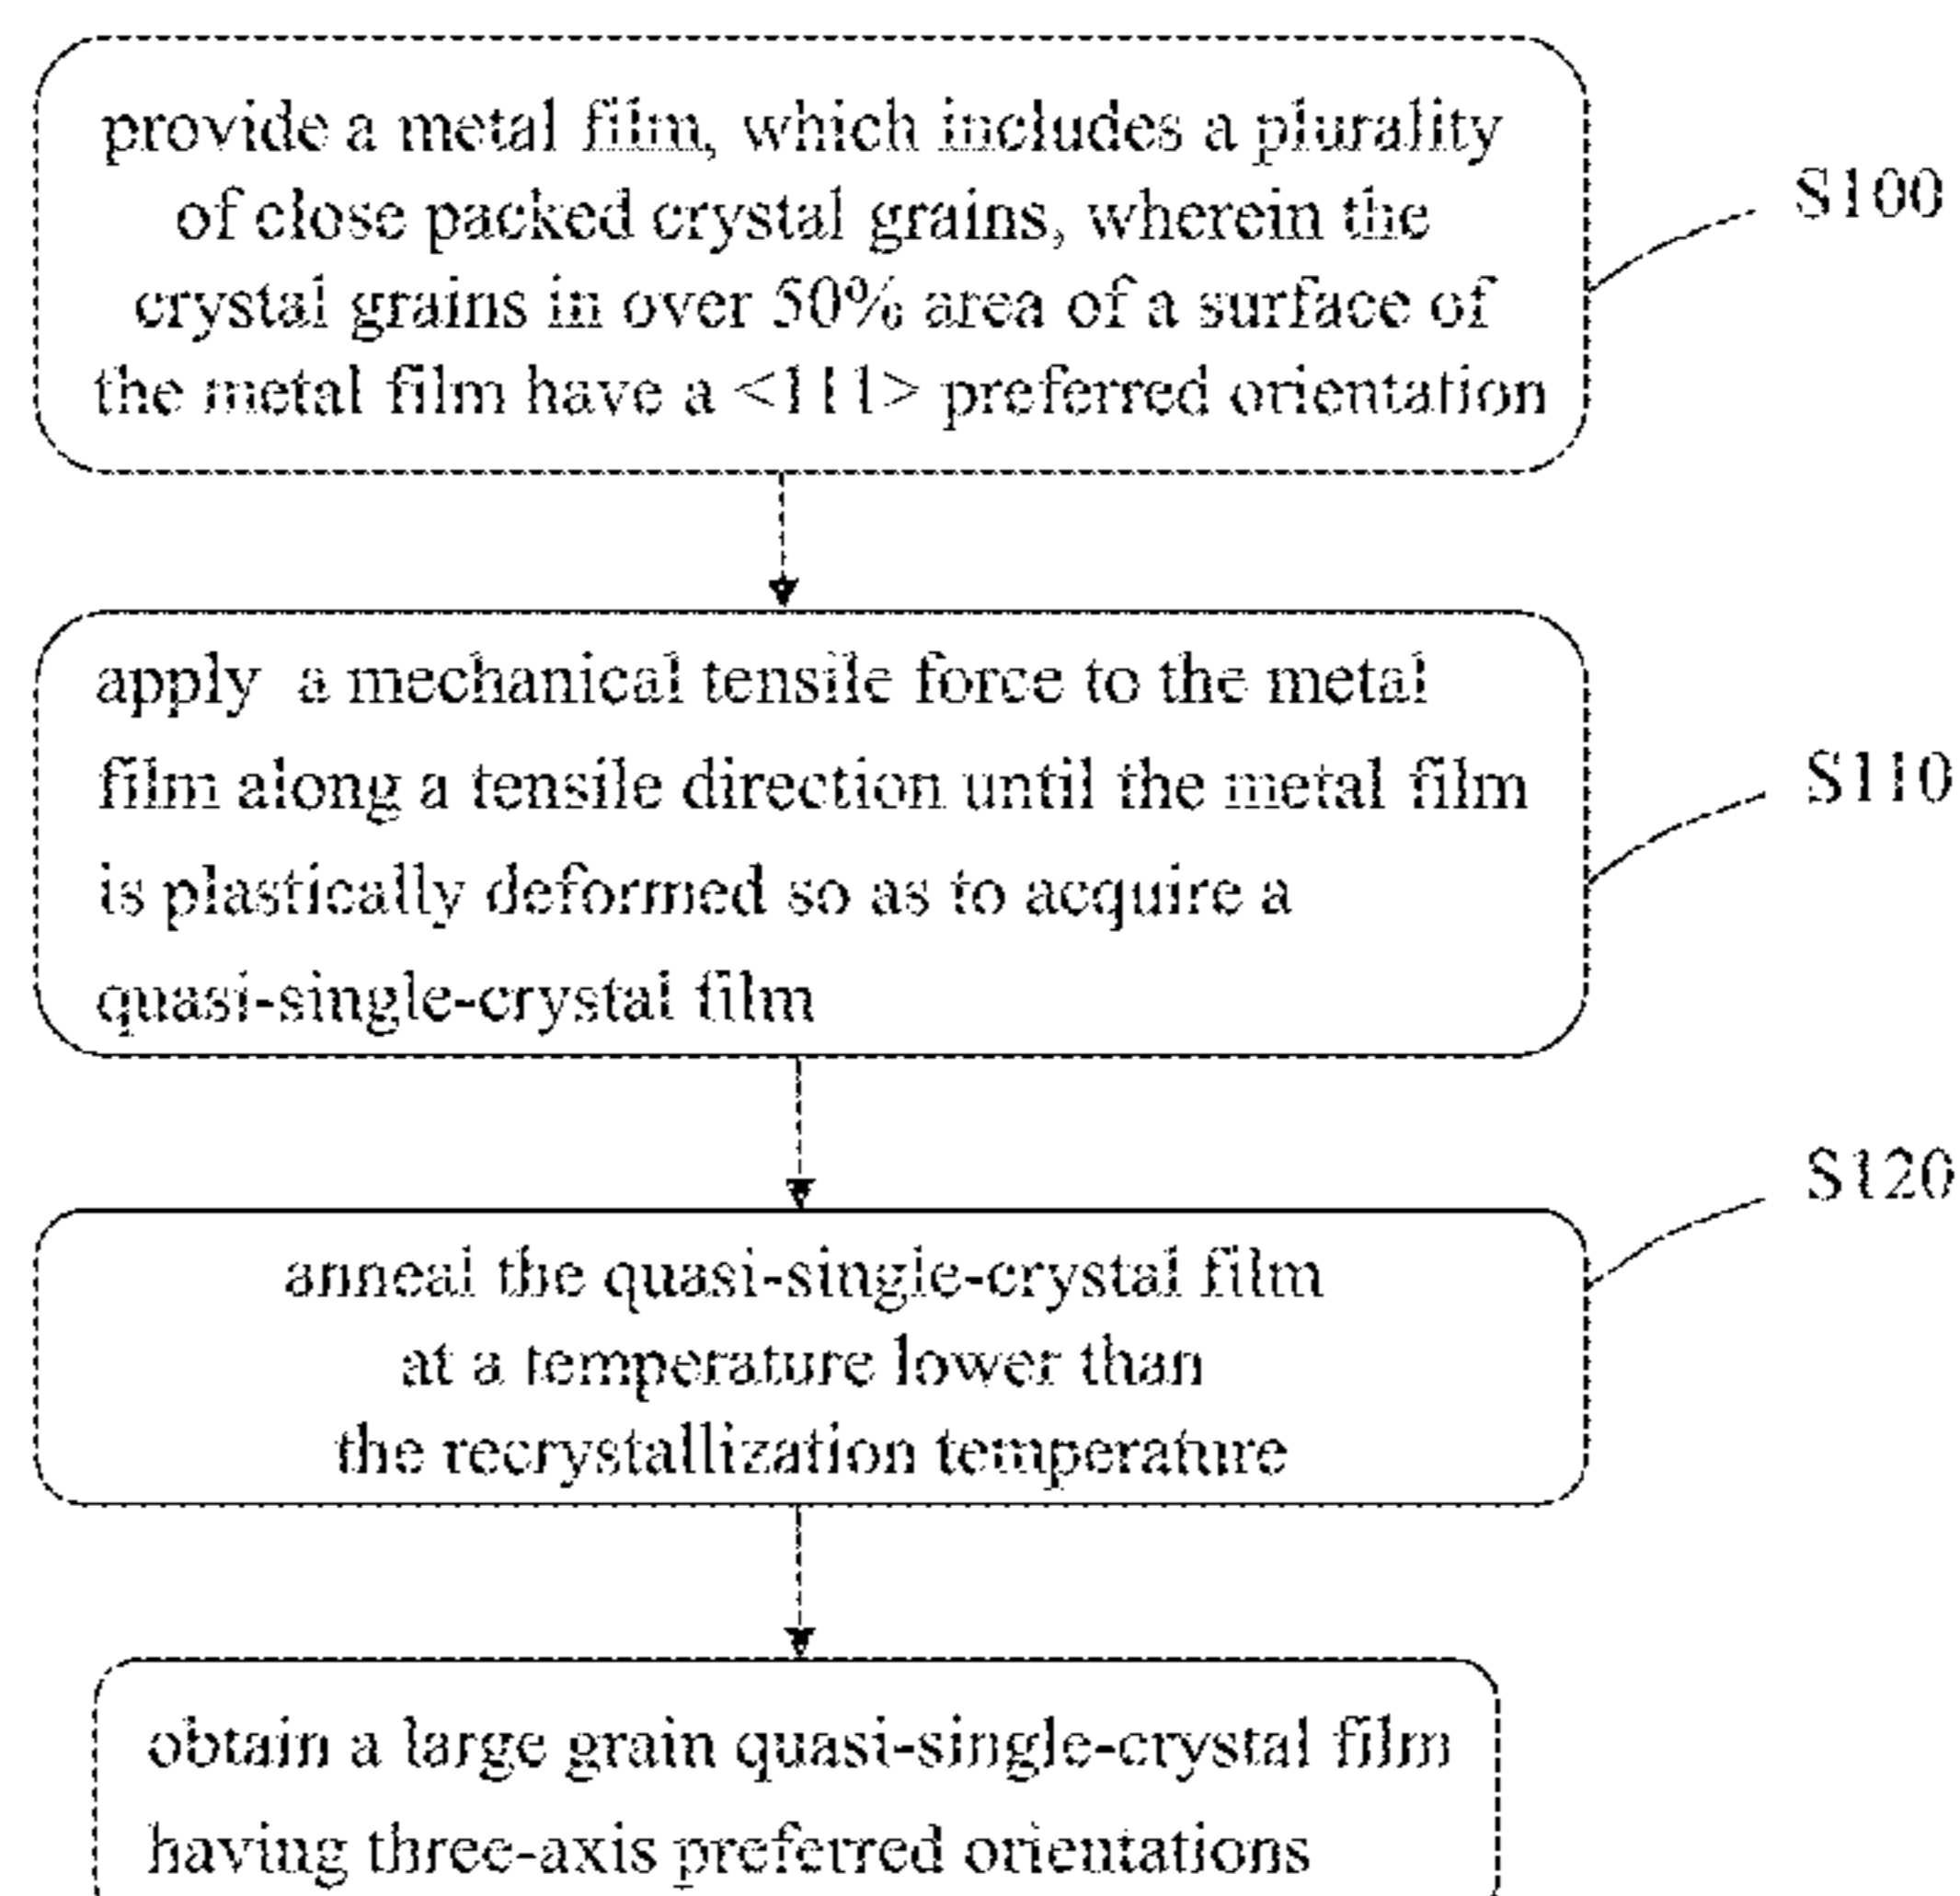 provide a metal film, which includes a plurality
of close packed crystal grains, wherein the
crystal grains in over 50% area of a surface of
the metal film have a <111> preferred orientation
S100
apply a mechanical tensile force to the metal
film along a tensile direction until the metal film
is plastically deformed so as to acquire a
quasi-single-crystal film
S110
anneal the quasi-single-crystal film
at a temperature lower than
the recrystallization temperature
S120
obtain a large grain quasi-single-crystal film
having three-axis preferred orientations